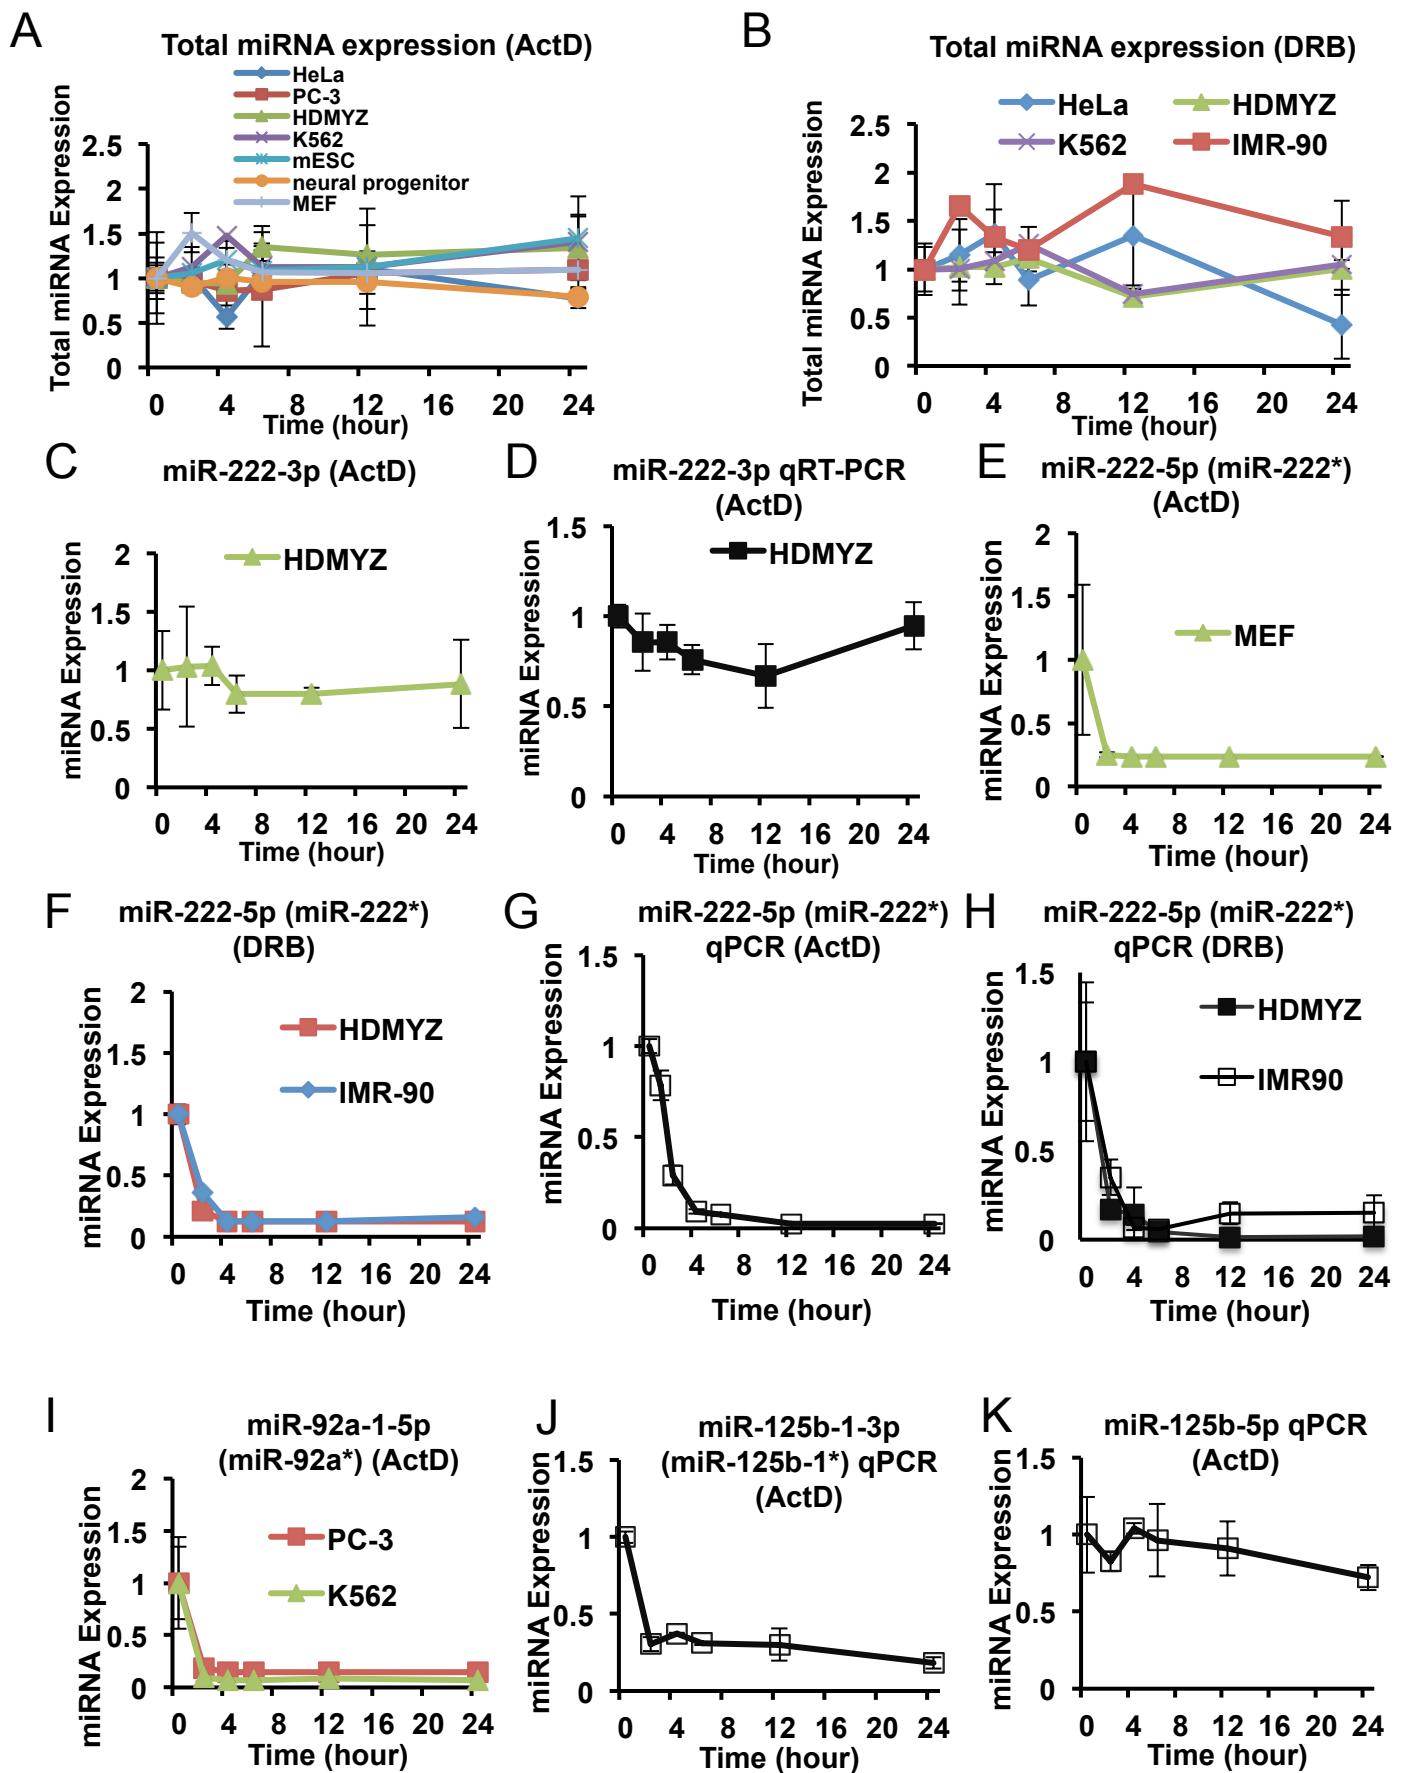 A
Total miRNA expression (ActD)
HeLa
PC-3
HDMYZ
K562
mESC
neural progenitor
MEF
Total miRNA Expression
2.5
2
1.5
1
0.5
0
0 4 8 12 16 20 24
Time (hour)
B
Total miRNA expression (DRB)
HeLa HDMYZ
K562 IMR-90
Total miRNA Expression
2.5
2
1.5
1
0.5
0
0 4 8 12 16 20 24
Time (hour)
C
miR-222-3p (ActD)
HDMYZ
miRNA Expression
2
1.5
1
0.5
0
0 4 8 12 16 20 24
Time (hour)
D
miR-222-3p qRT-PCR
(ActD)
HDMYZ
miRNA Expression
1.5
1
0.5
0
0 4 8 12 16 20 24
Time (hour)
E
miR-222-5p (miR-222*)
(ActD)
MEF
miRNA Expression
2
1.5
1
0.5
0
0 4 8 12 16 20 24
Time (hour)
F
miR-222-5p (miR-222*)
(DRB)
HDMYZ
IMR-90
miRNA Expression
2
1.5
1
0.5
0
0 4 8 12 16 20 24
Time (hour)
G
miR-222-5p (miR-222*)
qPCR (ActD)
miRNA Expression
1.5
1
0.5
0
0 4 8 12 16 20 24
Time (hour)
H
miR-222-5p (miR-222*)
qPCR (DRB)
HDMYZ
IMR90
miRNA Expression
1.5
1
0.5
0
0 4 8 12 16 20 24
Time (hour)
I
miR-92a-1-5p
(miR-92a*) (ActD)
PC-3
K562
miRNA Expression
2
1.5
1
0.5
0
0 4 8 12 16 20 24
Time (hour)
J
miR-125b-1-3p
(miR-125b-1*) qPCR
(ActD)
miRNA Expression
1.5
1
0.5
0
0 4 8 12 16 20 24
Time (hour)
K
miR-125b-5p qPCR
(ActD)
miRNA Expression
1.5
1
0.5
0
0 4 8 12 16 20 24
Time (hour)